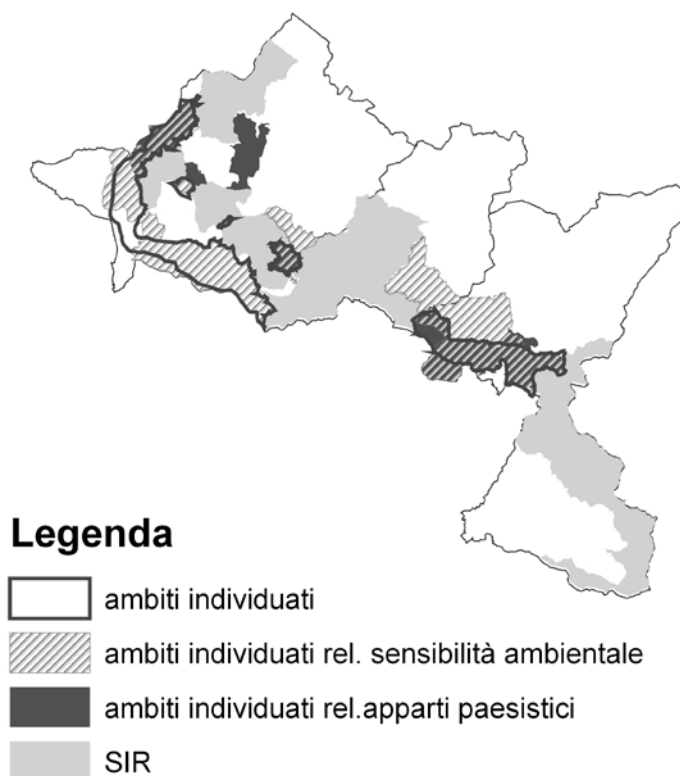 Legenda
ambiti individuati
ambiti individuati rel. sensibilità ambientale
ambiti individuati rel.apparti paesistici
SIR